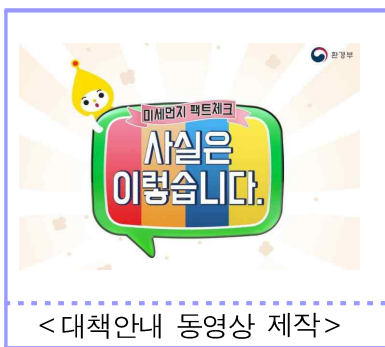 환경부
미세먼지 팩트체크
사실은
이렇습니다.
<대책안내 동영상 제작>